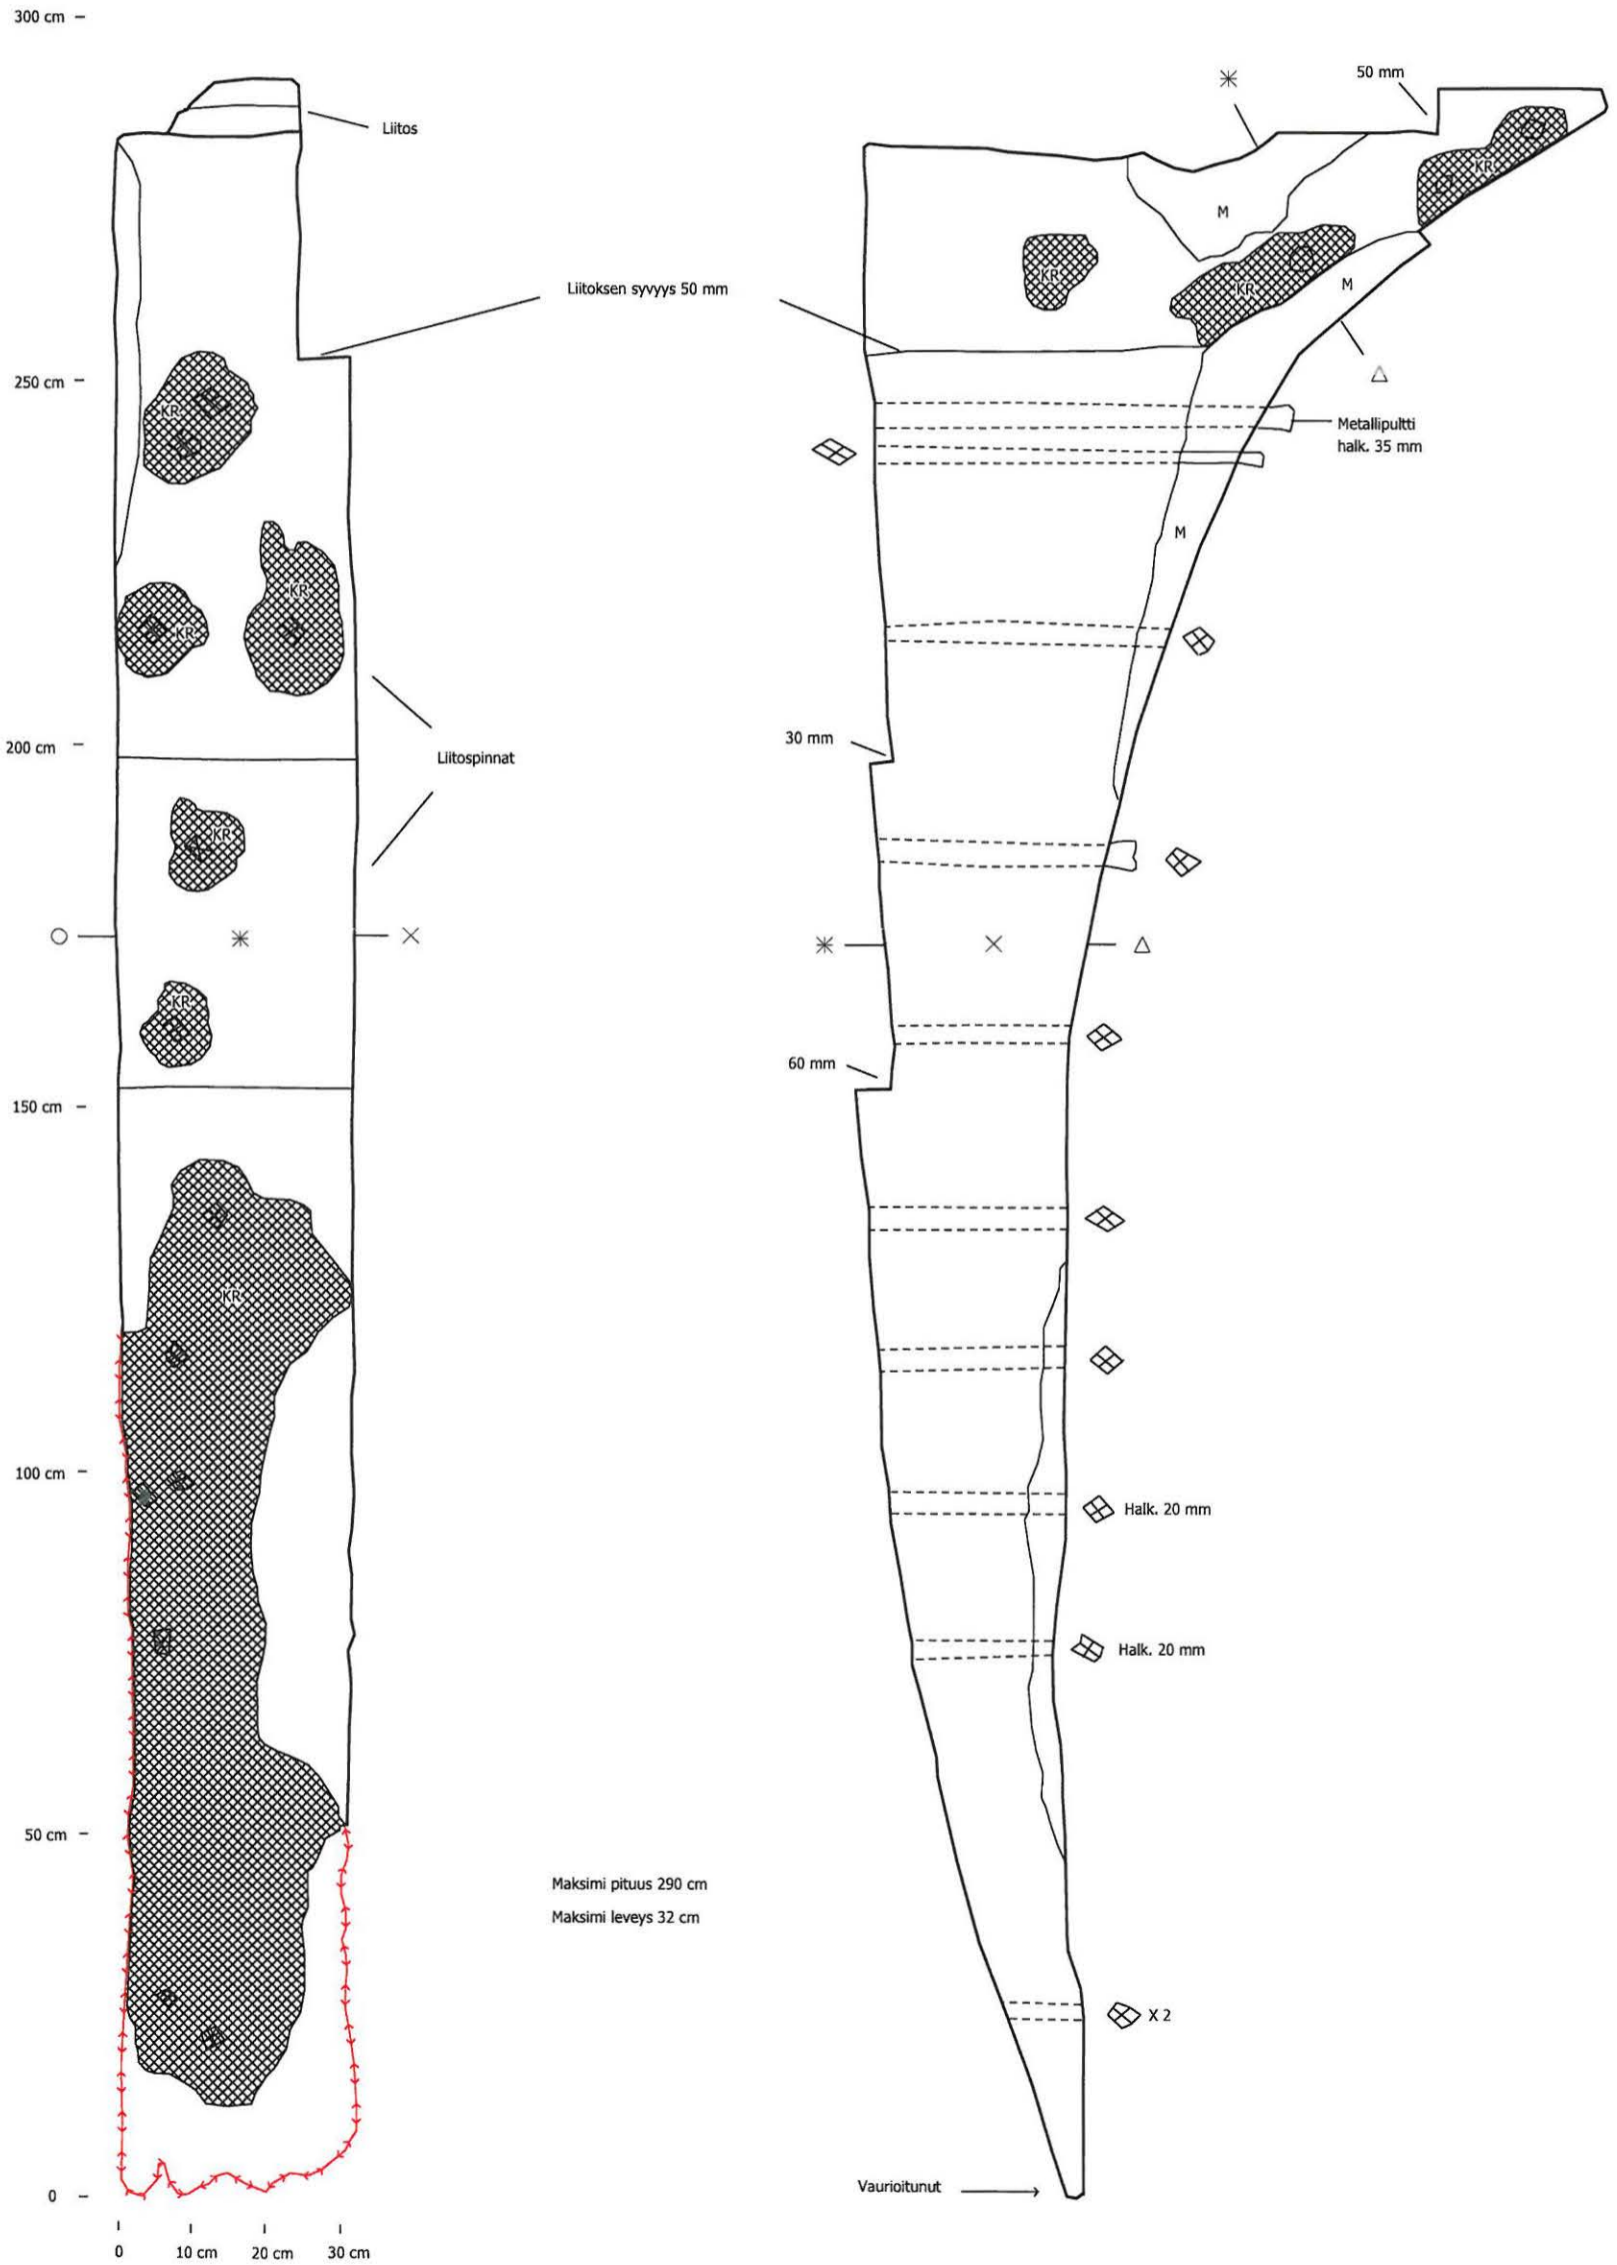 300 cm
50 mm
Liitos
KR
M
KR
KR
M
Liitoksen syvyys 50 mm
250 cm
KR
Metallipultti
halk. 35 mm
M
KR
KR
200 cm
30 mm
Liitospinnat
KR
KR
60 mm
150 cm
KR
100 cm
Halk. 20 mm
Halk. 20 mm
50 cm
Maksimi pituus 290 cm
Maksimi leveys 32 cm
X 2
Vaurioitunut
0
0 10 cm 20 cm 30 cm